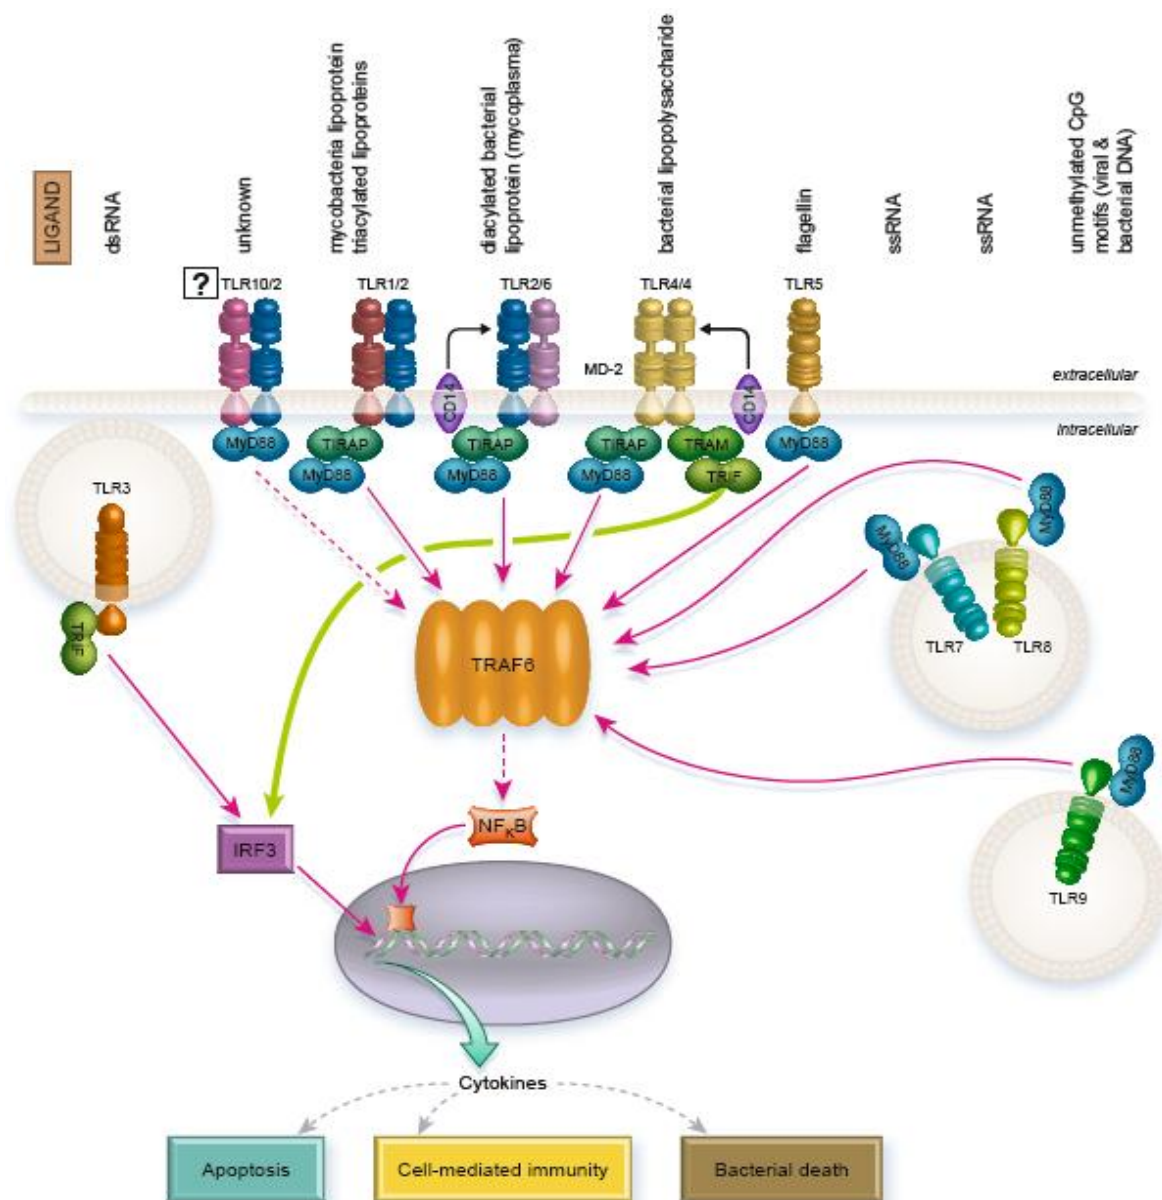 LIGAND
dsRNA
unknown
mycobacteria lipoprotein
triacylated lipoproteins
diacylated bacterial
lipoprotein (mycoplasma)
bacterial lipopolysaccharide
flagellin
ssRNA
ssRNA
unmethylated CpG
motifs (viral &
bacterial DNA)
?
TLR10/2
TLR1/2
TLR2/6
TLR4/4
TLR5
MD-2
extracellular
CD14
CD14
intracellular
MyD88
TIRAP
MyD88
TIRAP
MyD88
TIRAP
MyD88
TRAM
TRIF
MyD88
TLR3
TRIF
MyD88
MyD88
TLR7
TLR8
TRAF6
MyD88
TLR9
NFκB
IRF3
Cytokines
Apoptosis
Cell-mediated immunity
Bacterial death